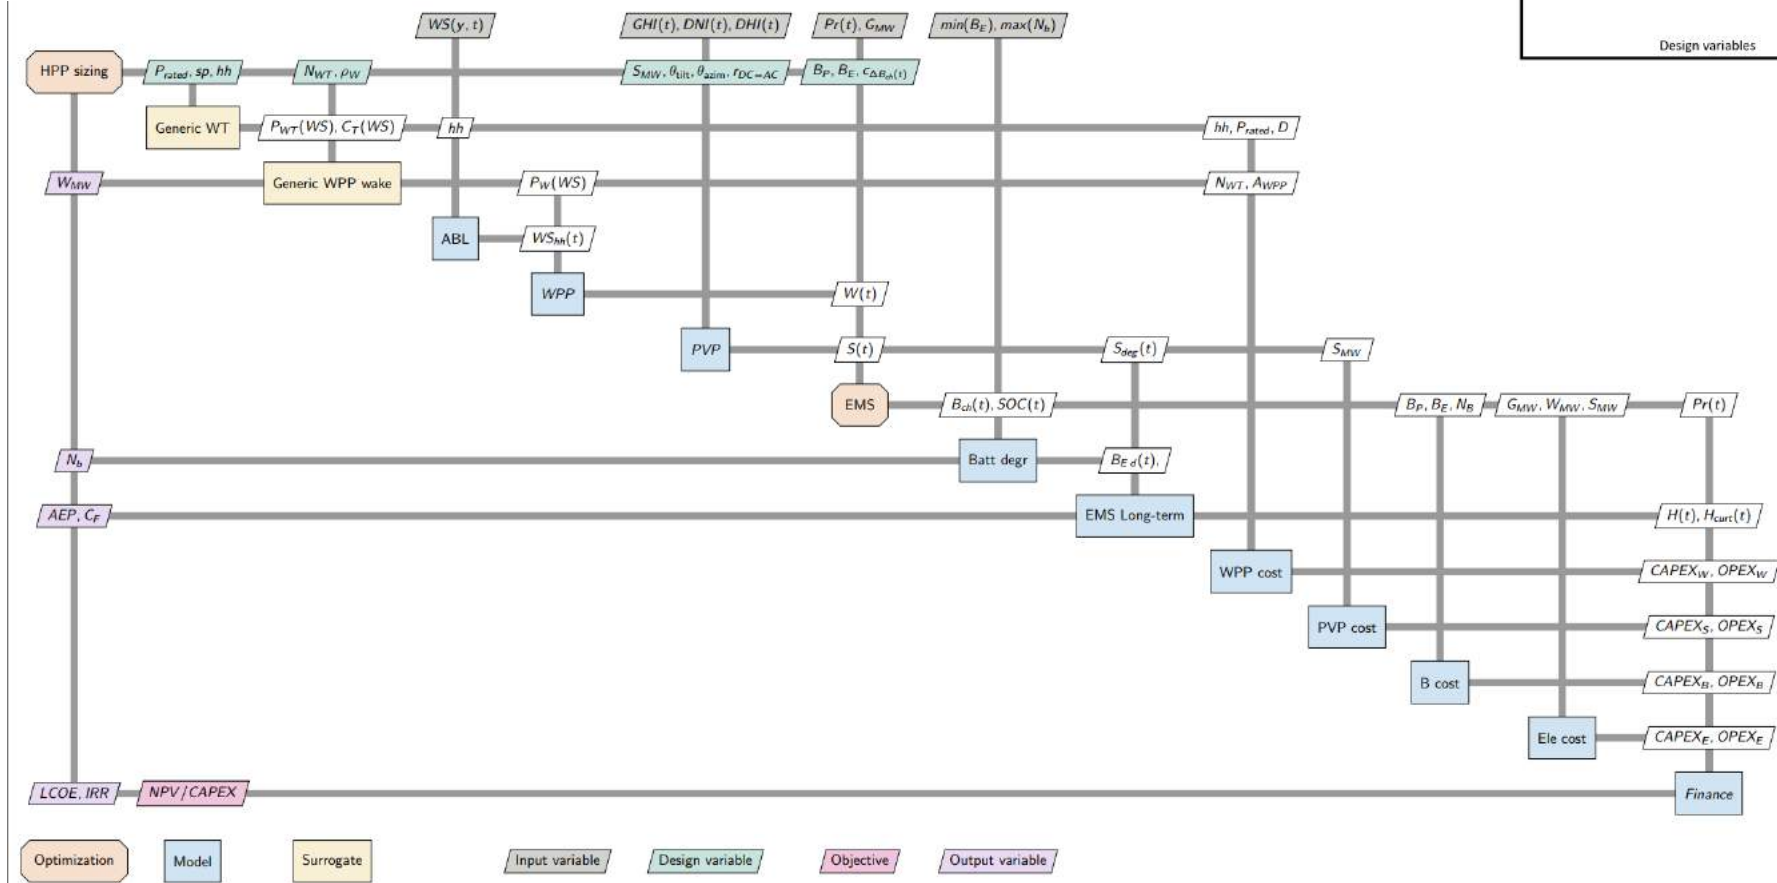 WS(y, t) GHI(t), DNI(t), DHI(t) Pr(t), G_MW min(B_E), max(N_b)
Design variables
HPP sizing P_rated, sp, hh N_WT, ρ_W S_MW, θ_tilt, θ_azim, r_DC−AC B_P, B_E, c_ΔB_ch(t)
Generic WT P_WT(WS), C_T(WS) hh hh, P_rated, D
W_MW Generic WPP wake P_W(WS) N_WT, A_WPP
ABL WS_hh(t)
WPP W(t)
PVP S(t) S_deg(t) S_MW
EMS B_ch(t), SOC(t) B_P, B_E, N_B G_MW, W_MW, S_MW Pr(t)
N_b Batt degr B_E d(t),
AEP, C_F EMS Long-term H(t), H_curt(t)
WPP cost CAPEX_W, OPEX_W
PVP cost CAPEX_S, OPEX_S
B cost CAPEX_B, OPEX_B
Ele cost CAPEX_E, OPEX_E
LCOE, IRR NPV/CAPEX Finance
Optimization Model Surrogate Input variable Design variable Objective Output variable